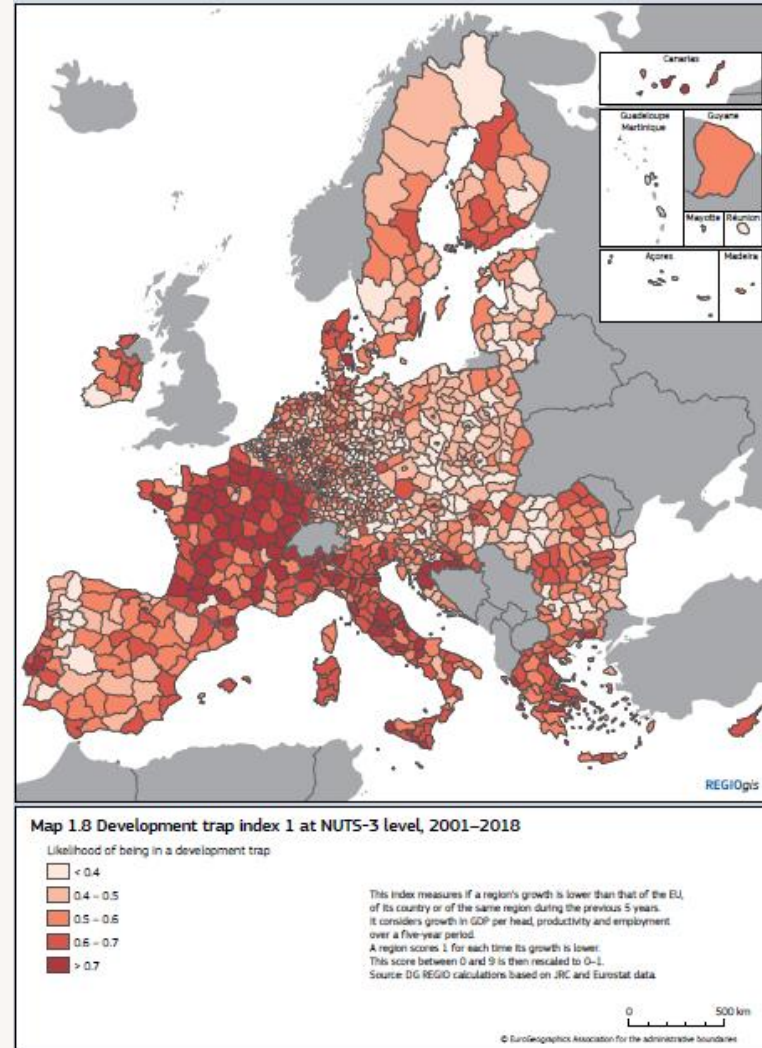 Canarias
Guadeloupe
Martinique
Guyane
Mayotte
Réunion
Açores
Madeira
REGIOgis
Map 1.8 Development trap index 1 at NUTS-3 level, 2001–2018
Likelihood of being in a development trap
< 0.4
0.4 – 0.5
0.5 – 0.6
0.6 – 0.7
> 0.7
This index measures if a region's growth is lower than that of the EU,
of its country or of the same region during the previous 5 years.
It considers growth in GDP per head, productivity and employment
over a five-year period.
A region scores 1 for each time its growth is lower.
This score between 0 and 9 is then rescaled to 0–1.
Source: DG REGIO calculations based on JRC and Eurostat data.
0 500 km
© EuroGeographics Association for the administrative boundaries